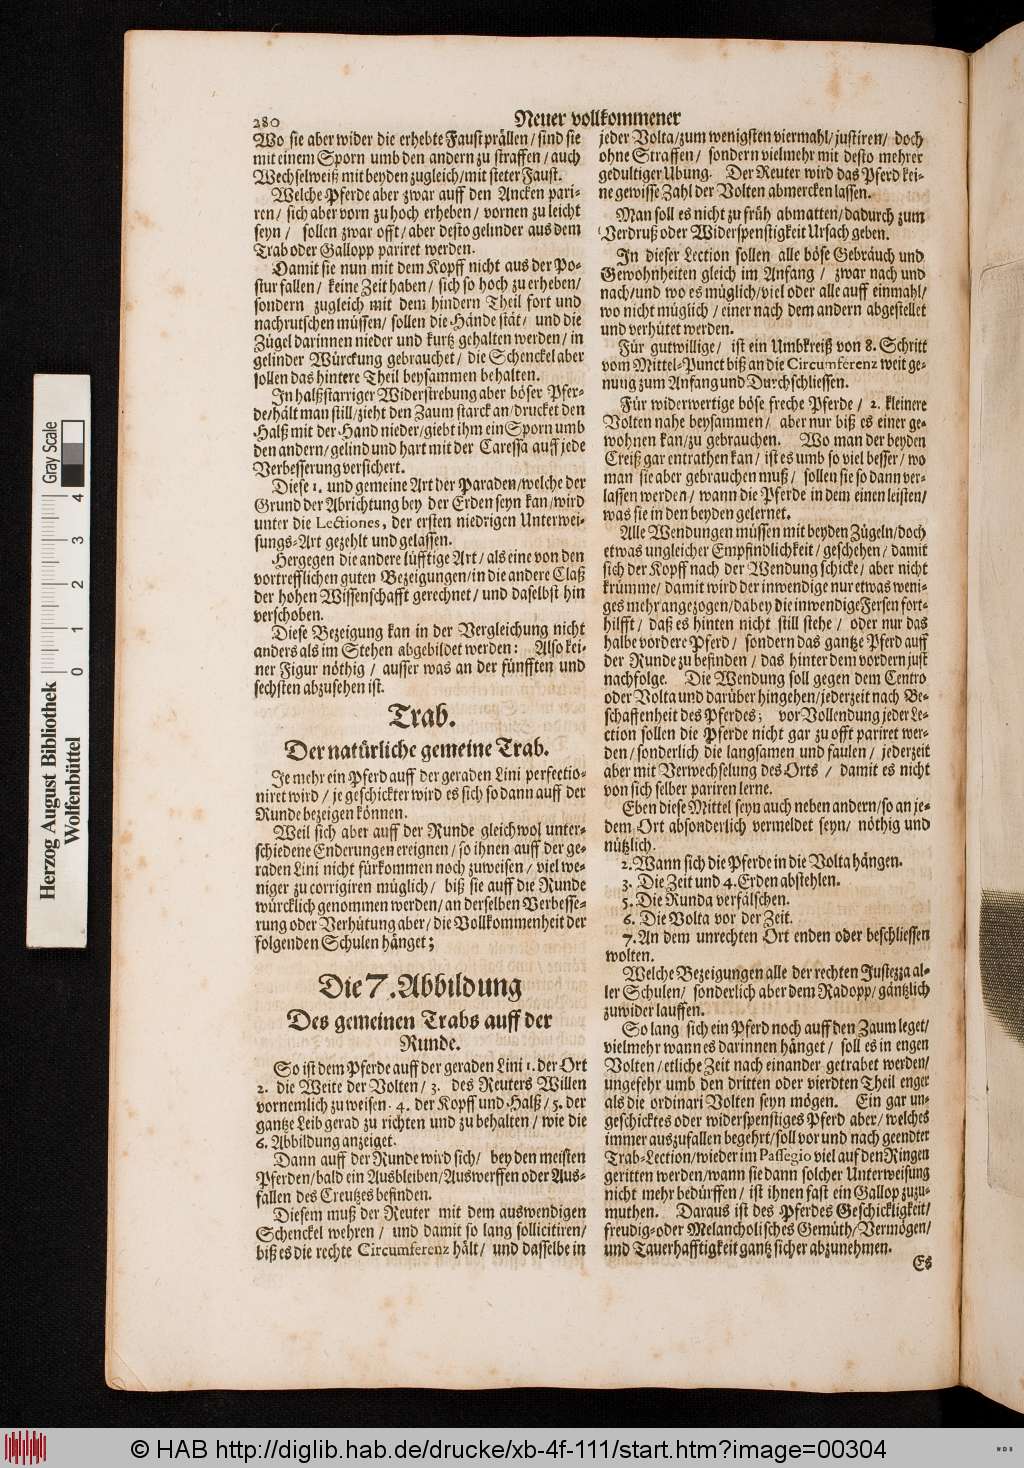 280
Neuer vollkommener
Wo sie aber wider die erhebte Faust prällen / sind sie
mit einem Sporn umb den andern zu straffen / auch
Wechselweiß mit beyden zugleich / mit steter Faust.
Welche Pferde aber zwar auff den Ancken pari-
ren / sich aber vorn zu hoch erheben / vornen zu leicht
seyn / sollen zwar offt / aber desto gelinder aus dem
Trab oder Gallopp pariret werden.
Damit sie nun mit dem Kopff nicht aus der Po-
stur fallen / keine Zeit haben / sich so hoch zu erheben /
sondern zugleich mit dem hindern Theil fort und
nachrutschen müssen / sollen die Hände stät / und die
Zügel darinnen nieder und kurtz gehalten werden / in
gelinder Würckung gebrauchet / die Schenckel aber
sollen das hintere Theil beysammen behalten.
In halßstarriger Widerstrebung aber böser Pfer-
de / hält man still / zieht den Zaum starck an / drucket den
Halß mit der Hand nieder / giebt ihm ein Sporn umb
den andern / gelind und hart mit der Caressa auff jede
Verbesserung versichert.
Diese 1. und gemeine Art der Paraden / welche der
Grund der Abrichtung bey der Erden seyn kan / wird
unter die Lectiones, der ersten niedrigen Unterwei-
sungs-Art gezehlt und gelassen.
Hergegen die andere lüfftige Art / als eine von den
vortrefflichen guten Bezeigungen / in die andere Claß
der hohen Wissenschafft gerechnet / und daselbst hin
verschoben.
Diese Bezeigung kan in der Vergleichung nicht
anders als im Stehen abgebildet werden: Also kei-
ner Figur nöthig / ausser was an der fünfften und
sechsten abzusehen ist.
Trab.
Der natürliche gemeine Trab.
Je mehr ein Pferd auff der geraden Lini perfectio-
niret wird / je geschickter wird es sich so dann auff der
Runde bezeigen können.
Weil sich aber auff der Runde gleichwol unter-
schiedene Enderungen ereignen / so ihnen auff der ge-
raden Lini nicht fürkommen noch zuweisen / viel we-
niger zu corrigiren müglich / biß sie auff die Runde
würcklich genommen werden / an derselben Verbesse-
rung oder Verhütung aber / die Vollkommenheit der
folgenden Schulen hänget;
Die 7. Abbildung
Des gemeinen Trabs auff der
Runde.
So ist dem Pferde auff der geraden Lini 1. der Ort
2. die Weite der Volten / 3. des Reuters Willen
vornemlich zu weisen. 4. der Kopff und Halß / 5. der
gantze Leib gerad zu richten und zu behalten / wie die
6. Abbildung anzeiget.
Dann auff der Runde wird sich / bey den meisten
Pferden / bald ein Ausbleiben / Auswerffen oder Aus-
fallen des Creutzes befinden.
Diesem muß der Reuter mit dem auswendigen
Schenckel wehren / und damit so lang sollicitiren /
biß es die rechte Circumferenz hält / und dasselbe in
jeder Volta / zum wenigsten viermahl / justiren / doch
ohne Straffen / sondern vielmehr mit desto mehrer
gedultiger Ubung. Der Reuter wird das Pferd kei-
ne gewisse Zahl der Volten abmercken lassen.
Man soll es nicht zu früh abmatten / dadurch zum
Verdruß oder Widerspenstigkeit Ursach geben.
In dieser Lection sollen alle böse Gebräuch und
Gewohnheiten gleich im Anfang / zwar nach und
nach / und wo es müglich / viel oder alle auff einmahl /
wo nicht müglich / einer nach dem andern abgestellet
und verhütet werden.
Für gutwillige / ist ein Umbkreiß von 8. Schritt
vom Mittel-Punct biß an die Circumferenz weit ge-
nung zum Anfang und Durchschliessen.
Für widerwertige böse freche Pferde / 2. kleinere
Volten nahe beysammen / aber nur biß es einer ge-
wohnen kan / zu gebrauchen. Wo man der beyden
Creiß gar entrathen kan / ist es umb so viel besser / wo
man sie aber gebrauchen muß / sollen sie so dann ver-
lassen werden / wann die Pferde in dem einen leisten /
was sie in den beyden gelernet.
Alle Wendungen müssen mit beyden Zügeln / doch
etwas ungleicher Empfindlichkeit / geschehen / damit
sich der Kopff nach der Wendung schicke / aber nicht
krümme / damit wird der inwendige nur etwas weni-
ges mehr angezogen / dabey die inwendige Fersen fort-
hilfft / daß es hinten nicht still stehe / oder nur das
halbe vordere Pferd / sondern das gantze Pferd auff
der Runde zu befinden / das hinter dem vordern just
nachfolge. Die Wendung soll gegen dem Centro
oder Volta und darüber hingehen / jederzeit nach Be-
schaffenheit des Pferdes; vor Vollendung jeder Le-
ction sollen die Pferde nicht gar zu offt pariret wer-
den / sonderlich die langsamen und faulen / jederzeit
aber mit Verwechselung des Orts / damit es nicht
von sich selber pariren lerne.
Eben diese Mittel seyn auch neben andern / so an je-
dem Ort absonderlich vermeldet seyn / nöthig und
nützlich.
2. Wann sich die Pferde in die Volta hängen.
3. Die Zeit und 4. Erden abstehlen.
5. Die Runda verfälschen.
6. Die Volta vor der Zeit.
7. An dem unrechten Ort enden oder beschliessen
wolten.
Welche Bezeigungen alle der rechten Justezza al-
ler Schulen / sonderlich aber dem Radopp / gäntzlich
zuwider lauffen.
So lang sich ein Pferd noch auff den Zaum leget /
vielmehr wann es darinnen hänget / soll es in engen
Volten / etliche Zeit nach einander getrabet werden /
ungefehr umb den dritten oder vierdten Theil enger
als die ordinari Volten seyn mögen. Ein gar un-
geschicktes oder widerspenstiges Pferd aber / welches
immer auszufallen begehrt / soll vor und nach geendter
Trab-Lection / wieder im Passegio viel auf den Ringen
geritten werden / wann sie dann solcher Unterweisung
nicht mehr bedürffen / ist ihnen fast ein Gallop zuzu-
muthen. Daraus ist des Pferdes Geschickligkeit /
freudig- oder Melancholisches Gemüth / Vermögen /
und Tauerhafftigkeit gantz sicher abzunehmen.
Es
Herzog August Bibliothek
Wolfenbüttel
Gray Scale
0 1 2 3 4
© HAB http://diglib.hab.de/drucke/xb-4f-111/start.htm?image=00304
WDB